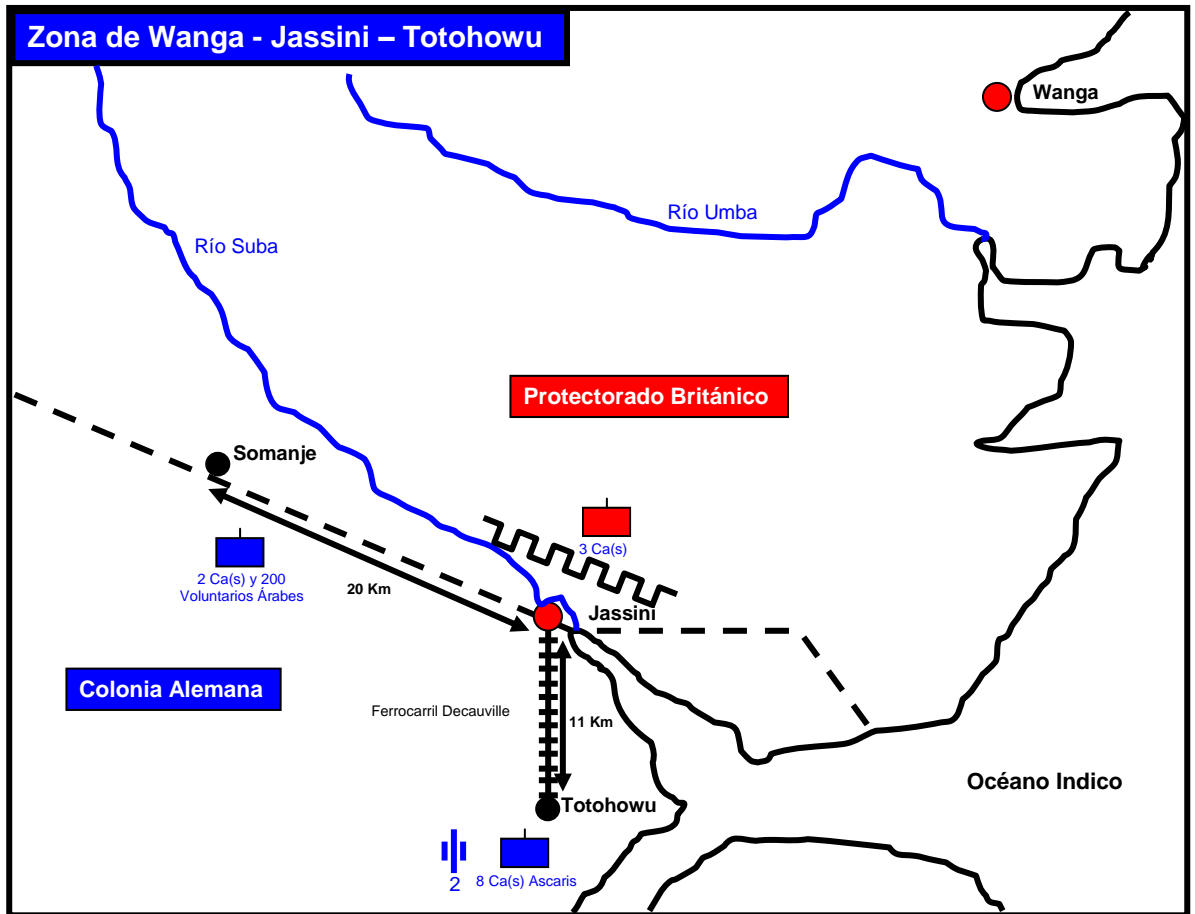 Zona de Wanga - Jassini – Totohowu
Wanga
Río Umba
Río Suba
Protectorado Británico
Somanje
3 Ca(s)
2 Ca(s) y 200
Voluntarios Árabes
20 Km
Jassini
Colonia Alemana
Ferrocarril Decauville
11 Km
Océano Indico
Totohowu
2
8 Ca(s) Ascaris